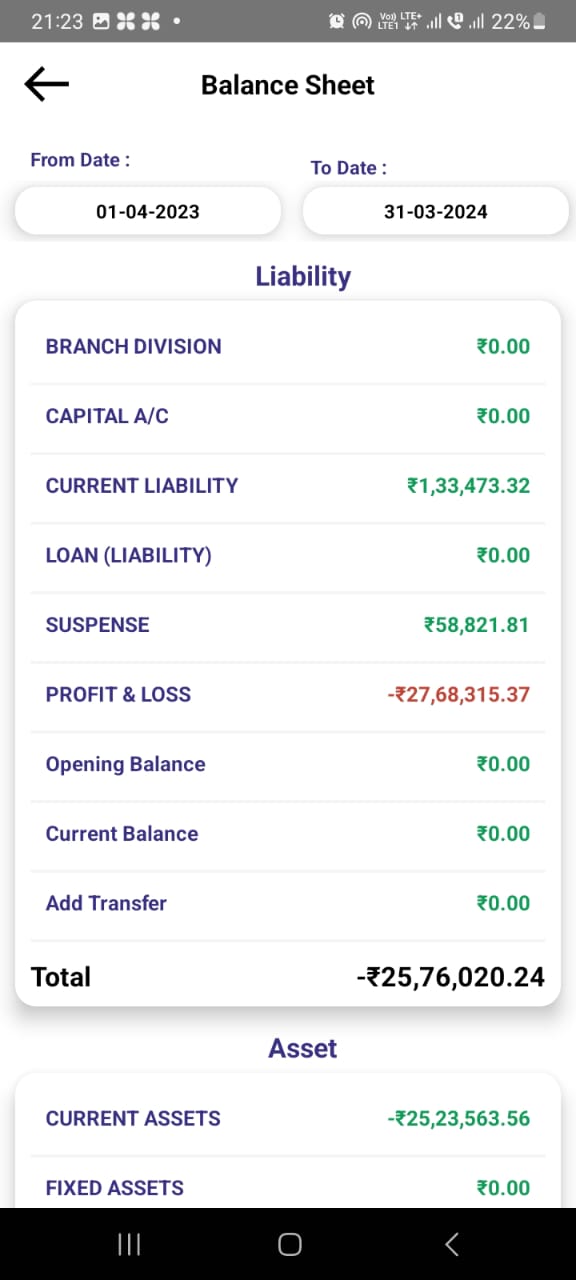 21:23 Vo)) LTE+ LTE1 22%
Balance Sheet
From Date :
To Date :
01-04-2023 31-03-2024
Liability
BRANCH DIVISION ₹0.00
CAPITAL A/C ₹0.00
CURRENT LIABILITY ₹1,33,473.32
LOAN (LIABILITY) ₹0.00
SUSPENSE ₹58,821.81
PROFIT & LOSS -₹27,68,315.37
Opening Balance ₹0.00
Current Balance ₹0.00
Add Transfer ₹0.00
Total -₹25,76,020.24
Asset
CURRENT ASSETS -₹25,23,563.56
FIXED ASSETS ₹0.00